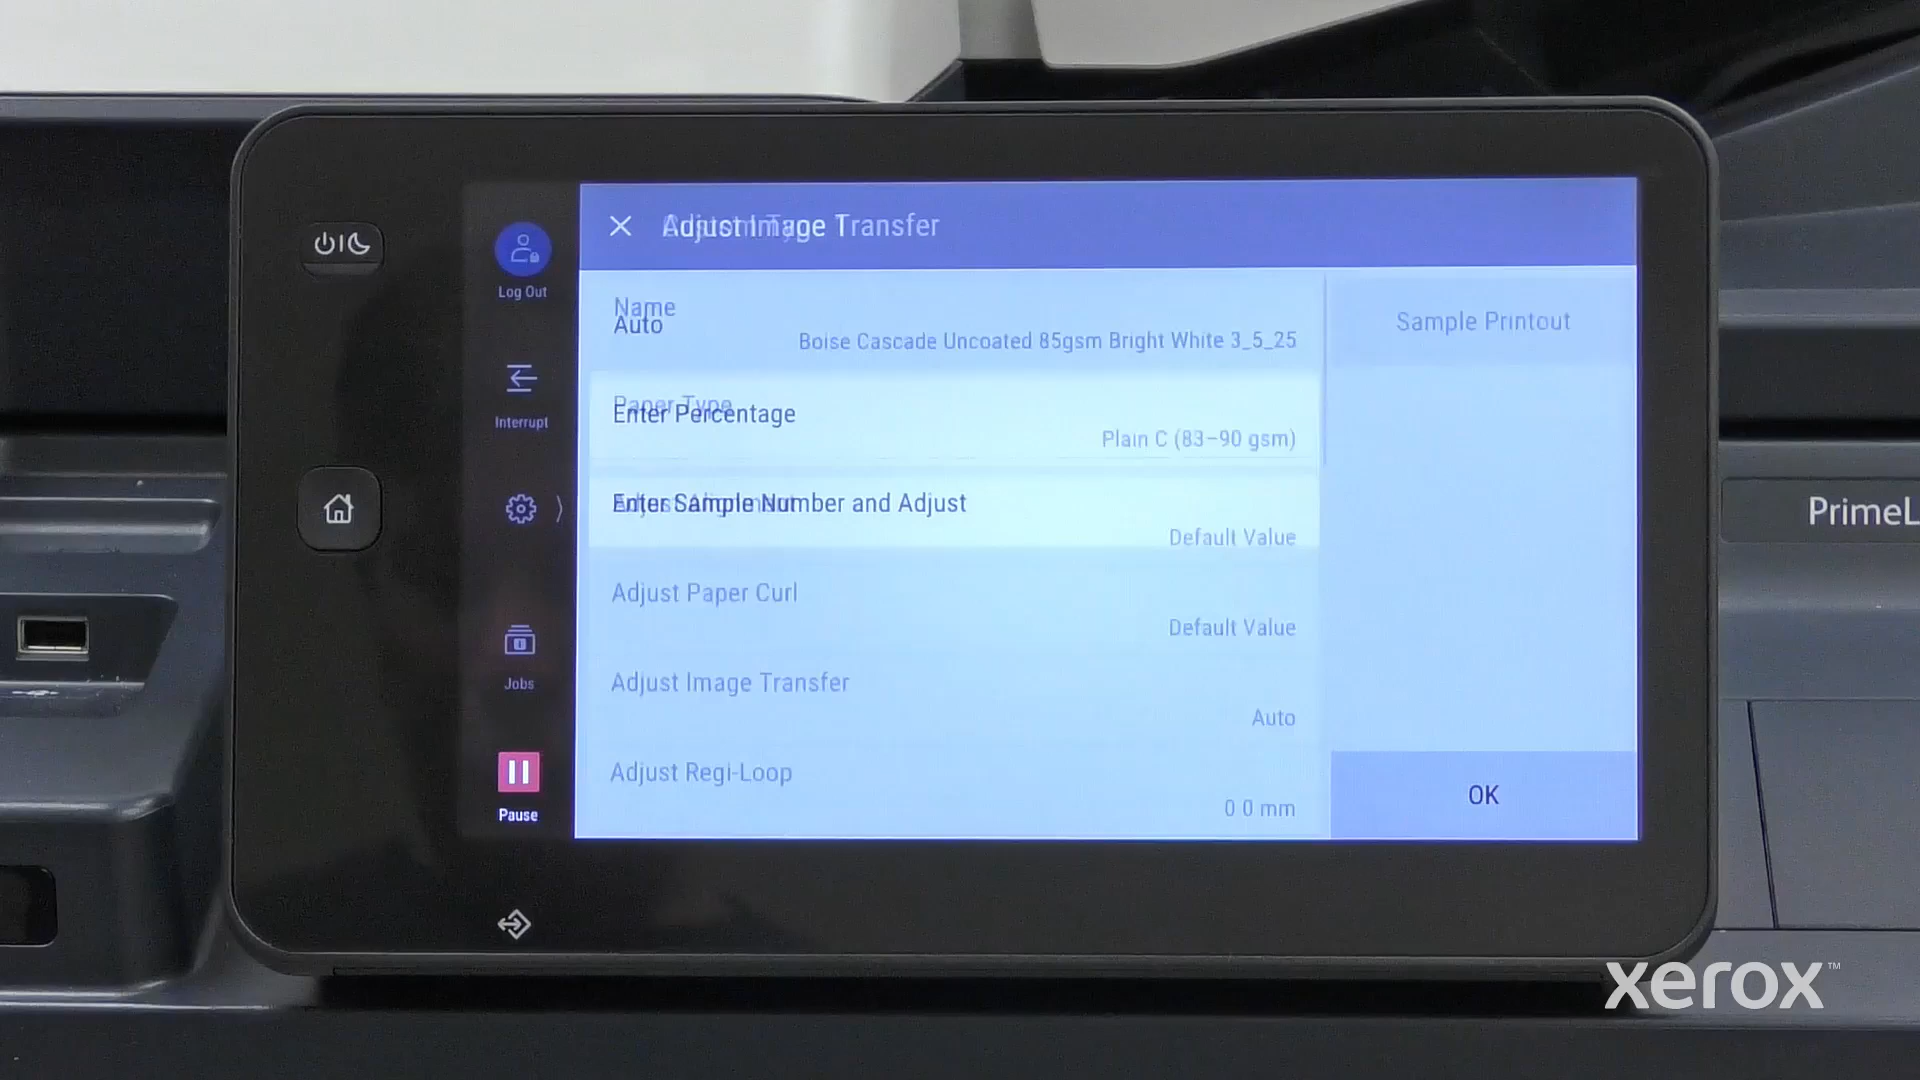 Adjust Image Transfer
Log Out
Name
Auto
Boise Cascade Uncoated 85gsm Bright White 3_5_25
Sample Printout
Interrupt
Paper Type
Enter Percentage
Plain C (83–90 gsm)
Enter Sample Number and Adjust
Default Value
PrimeL
Adjust Paper Curl
Default Value
Jobs
Adjust Image Transfer
Auto
Adjust Regi-Loop
0 0 mm
Pause
OK
xerox™